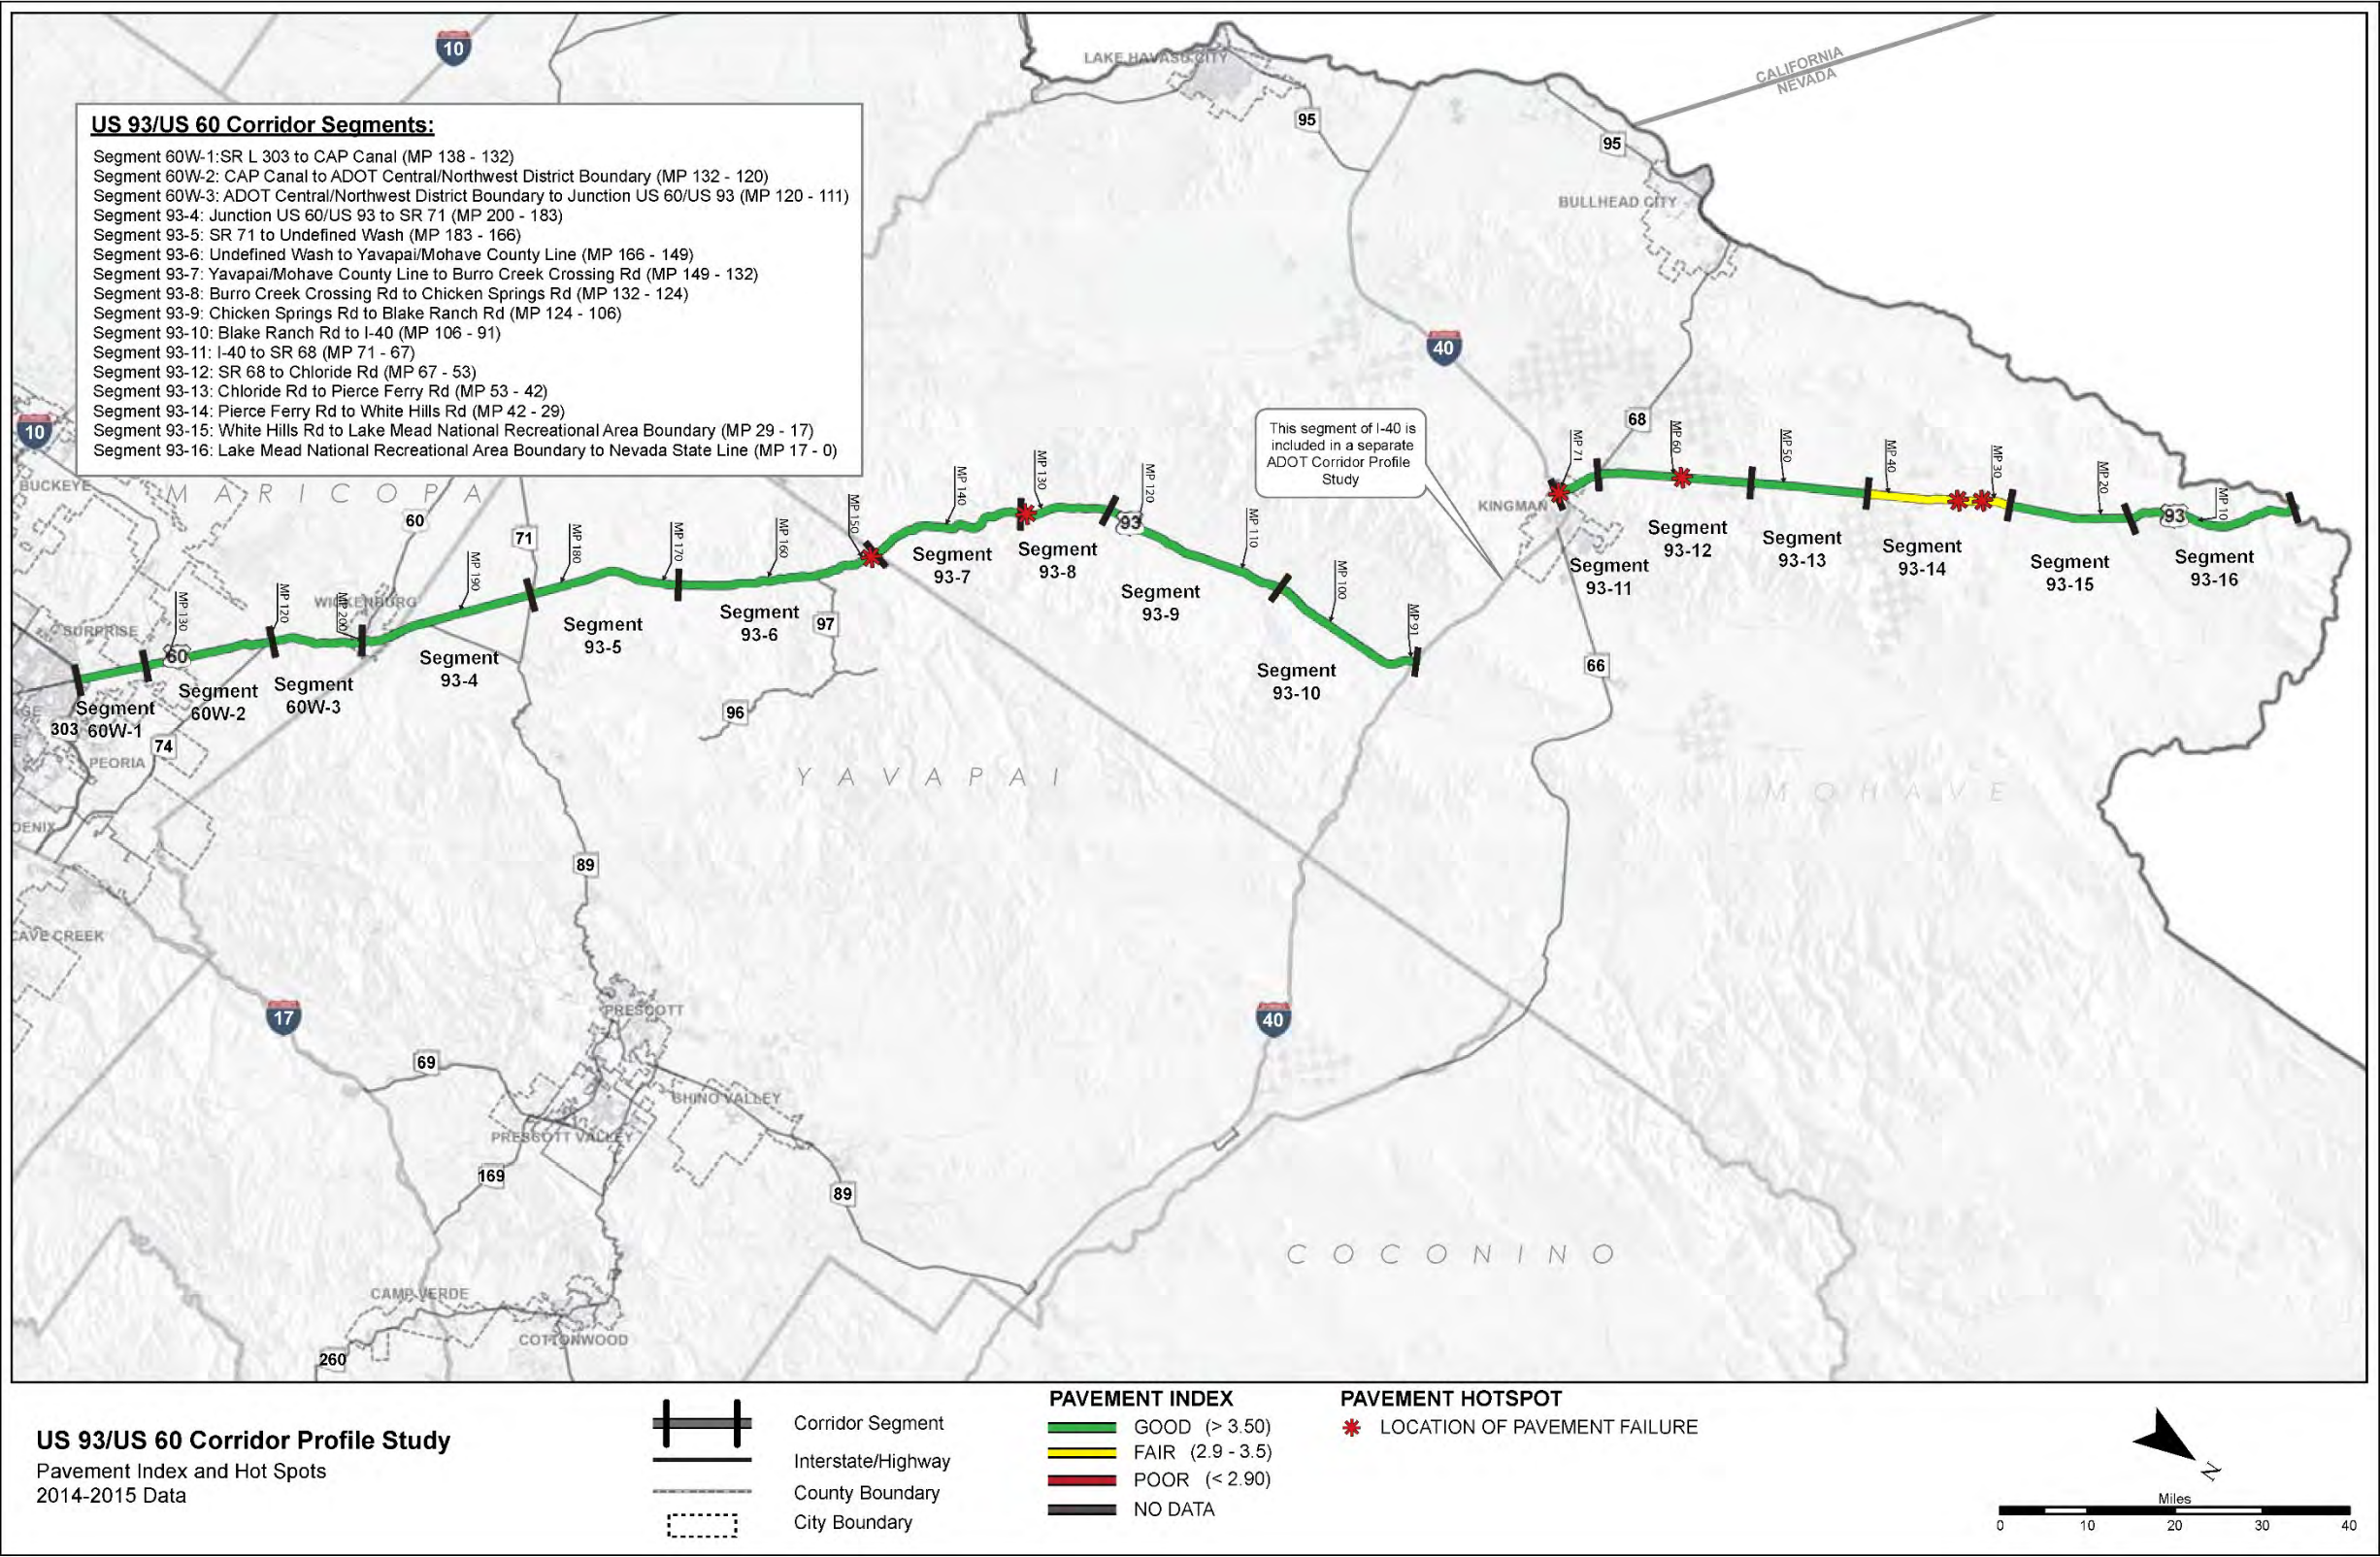 10
LAKE HAVASU CITY
CALIFORNIA
NEVADA
95
95
BULLHEAD CITY
US 93/US 60 Corridor Segments:
Segment 60W-1:SR L 303 to CAP Canal (MP 138 - 132)
Segment 60W-2: CAP Canal to ADOT Central/Northwest District Boundary (MP 132 - 120)
Segment 60W-3: ADOT Central/Northwest District Boundary to Junction US 60/US 93 (MP 120 - 111)
Segment 93-4: Junction US 60/US 93 to SR 71 (MP 200 - 183)
Segment 93-5: SR 71 to Undefined Wash (MP 183 - 166)
Segment 93-6: Undefined Wash to Yavapai/Mohave County Line (MP 166 - 149)
Segment 93-7: Yavapai/Mohave County Line to Burro Creek Crossing Rd (MP 149 - 132)
Segment 93-8: Burro Creek Crossing Rd to Chicken Springs Rd (MP 132 - 124)
Segment 93-9: Chicken Springs Rd to Blake Ranch Rd (MP 124 - 106)
Segment 93-10: Blake Ranch Rd to I-40 (MP 106 - 91)
Segment 93-11: I-40 to SR 68 (MP 71 - 67)
Segment 93-12: SR 68 to Chloride Rd (MP 67 - 53)
Segment 93-13: Chloride Rd to Pierce Ferry Rd (MP 53 - 42)
Segment 93-14: Pierce Ferry Rd to White Hills Rd (MP 42 - 29)
Segment 93-15: White Hills Rd to Lake Mead National Recreational Area Boundary (MP 29 - 17)
Segment 93-16: Lake Mead National Recreational Area Boundary to Nevada State Line (MP 17 - 0)
40
10
This segment of I-40 is
included in a separate
ADOT Corridor Profile
Study
68
BUCKEYE
MARICOPA
60
71
MP 130
MP 120
MP 200
MP 190
MP 180
MP 170
MP 160
MP 150
MP 140
MP 130
MP 120
MP 110
MP 100
MP 91
MP 71
MP 60
MP 50
MP 40
MP 30
MP 20
MP 10
KINGMAN
93
93
WICKENBURG
SURPRISE
60
97
Segment
60W-1
Segment
60W-2
Segment
60W-3
Segment
93-4
Segment
93-5
Segment
93-6
Segment
93-7
Segment
93-8
Segment
93-9
Segment
93-10
Segment
93-11
Segment
93-12
Segment
93-13
Segment
93-14
Segment
93-15
Segment
93-16
303
74
PEORIA
96
66
YAVAPAI
MOHAVE
OENIX
89
CAVE CREEK
17
PRESCOTT
40
69
CHINO VALLEY
PRESCOTT VALLEY
169
89
COCONINO
CAMP VERDE
COTTONWOOD
260
US 93/US 60 Corridor Profile Study
Pavement Index and Hot Spots
2014-2015 Data
Corridor Segment
Interstate/Highway
County Boundary
City Boundary
PAVEMENT INDEX
GOOD (> 3.50)
FAIR (2.9 - 3.5)
POOR (< 2.90)
NO DATA
PAVEMENT HOTSPOT
LOCATION OF PAVEMENT FAILURE
N
Miles
0 10 20 30 40